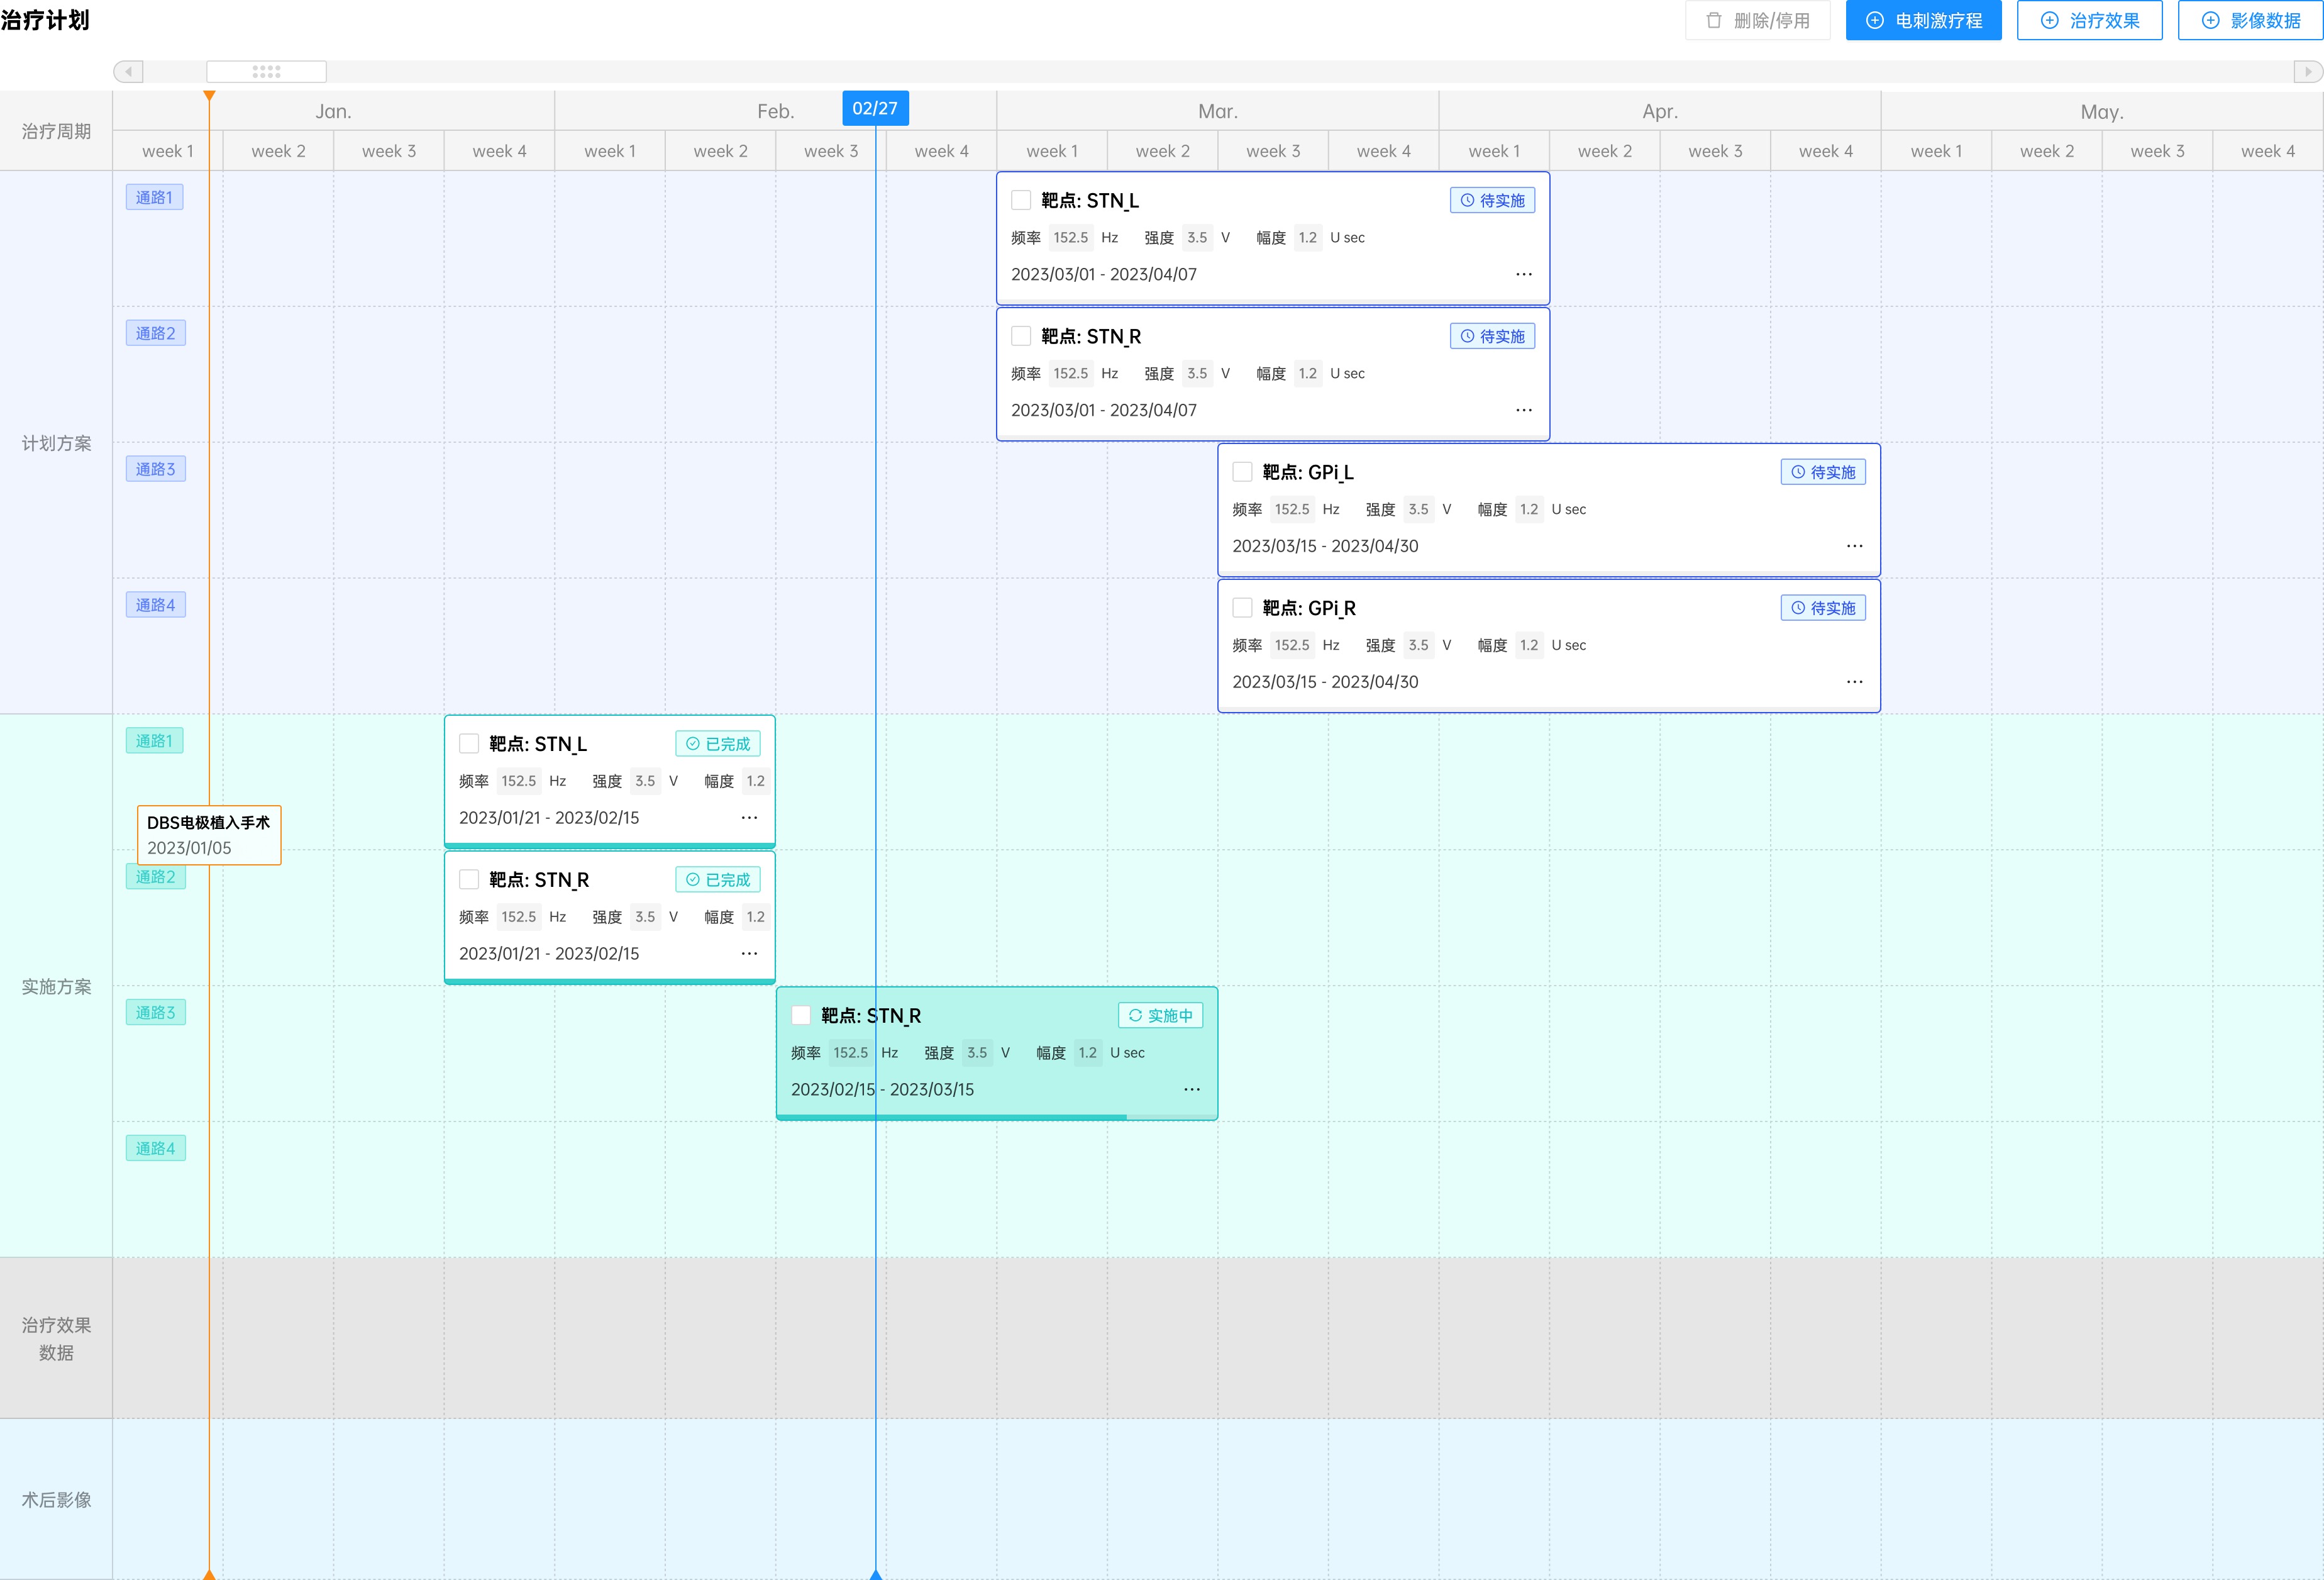 治疗计划
删除/停用
电刺激疗程
治疗效果
影像数据
治疗周期
Jan.
Feb.
02/27
Mar.
Apr.
May.
week 1 week 2 week 3 week 4 week 1 week 2 week 3 week 4 week 1 week 2 week 3 week 4 week 1 week 2 week 3 week 4 week 1 week 2 week 3 week 4
计划方案
通路1
靶点: STN_L
待实施
频率 152.5 Hz 强度 3.5 V 幅度 1.2 U sec
2023/03/01 - 2023/04/07
...
通路2
靶点: STN_R
待实施
频率 152.5 Hz 强度 3.5 V 幅度 1.2 U sec
2023/03/01 - 2023/04/07
...
通路3
靶点: GPi_L
待实施
频率 152.5 Hz 强度 3.5 V 幅度 1.2 U sec
2023/03/15 - 2023/04/30
...
通路4
靶点: GPi_R
待实施
频率 152.5 Hz 强度 3.5 V 幅度 1.2 U sec
2023/03/15 - 2023/04/30
...
实施方案
通路1
靶点: STN_L
已完成
频率 152.5 Hz 强度 3.5 V 幅度 1.2
2023/01/21 - 2023/02/15
...
DBS电极植入手术
2023/01/05
通路2
靶点: STN_R
已完成
频率 152.5 Hz 强度 3.5 V 幅度 1.2
2023/01/21 - 2023/02/15
...
通路3
靶点: STN_R
实施中
频率 152.5 Hz 强度 3.5 V 幅度 1.2 U sec
2023/02/15 - 2023/03/15
...
通路4
治疗效果
数据
术后影像